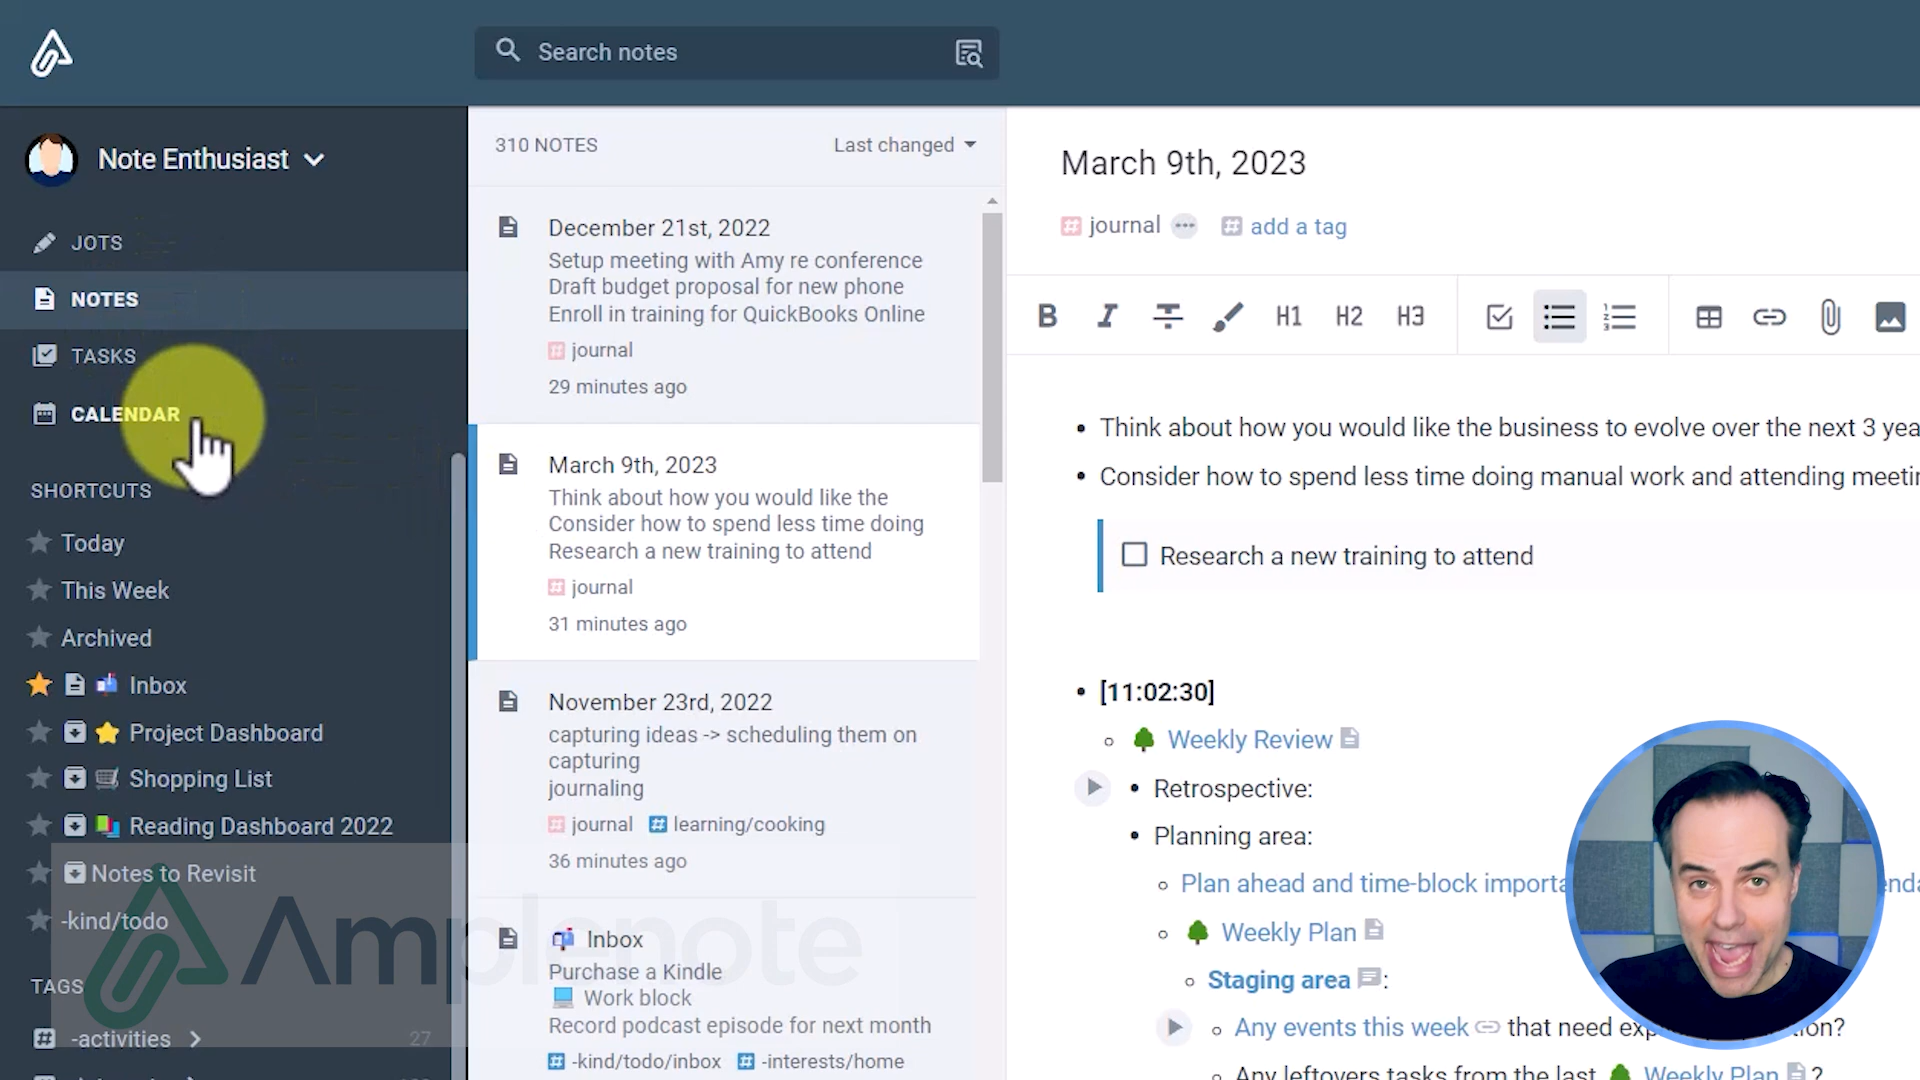 Search notes
Note Enthusiast
JOTS
NOTES
TASKS
CALENDAR
SHORTCUTS
Today
This Week
Archived
Inbox
Project Dashboard
Shopping List
Reading Dashboard 2022
Notes to Revisit
-kind/todo
TAGS
-activities 27
310 NOTES
Last changed
December 21st, 2022
Setup meeting with Amy re conference
Draft budget proposal for new phone
Enroll in training for QuickBooks Online
journal
29 minutes ago
March 9th, 2023
Think about how you would like the
Consider how to spend less time doing
Research a new training to attend
journal
31 minutes ago
November 23rd, 2022
capturing ideas -> scheduling them on
capturing
journaling
journal learning/cooking
36 minutes ago
Inbox
Purchase a Kindle
Work block
Record podcast episode for next month
-kind/todo/inbox -interests/home
Amplenote
March 9th, 2023
journal add a tag
B I H1 H2 H3
Think about how you would like the business to evolve over the next 3
Consider how to spend less time doing manual work and attending
Research a new training to attend
[11:02:30]
Weekly Review
Retrospective:
Planning area:
Plan ahead and time-block
Weekly Plan
Staging area :
Any events this week that need
Any leftovers tasks from the last Weekly Plan ?